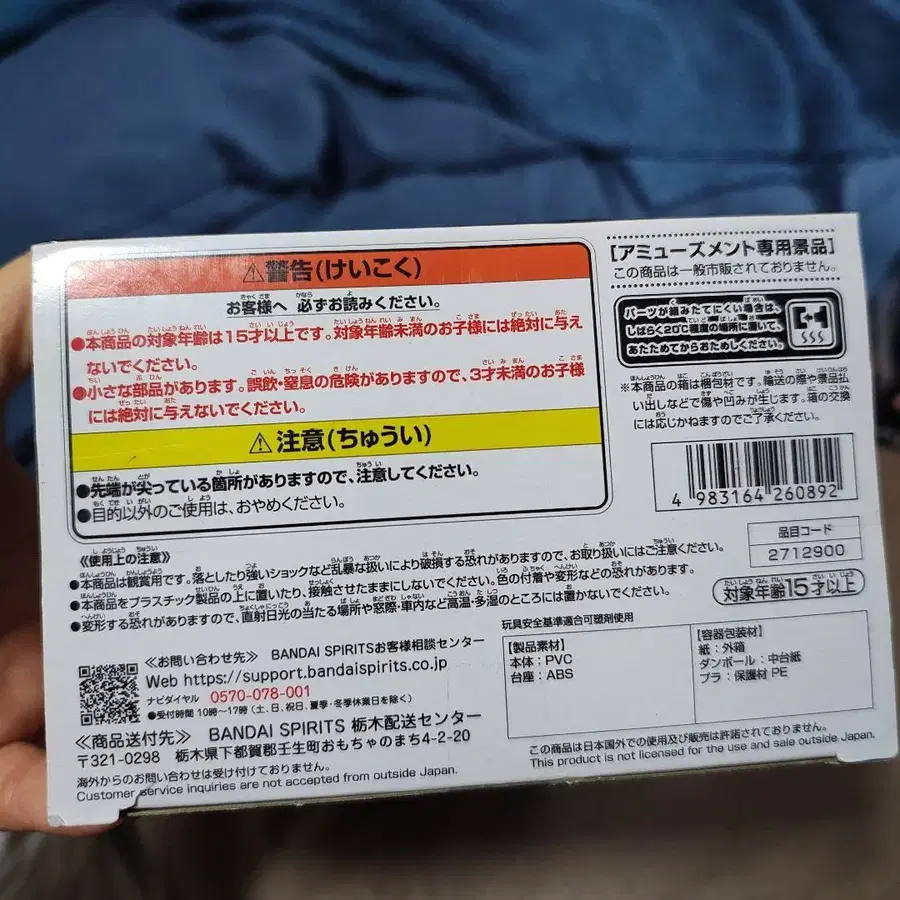 ⚠警告(けいこく)
お客様へ 必ずお読みください。
●本商品の対象年齢は15才以上です。対象年齢未満のお子様には絶対に与え
ないでください。
●小さな部品があります。誤飲・窒息の危険がありますので、3才未満のお子様
には絶対に与えないでください。
⚠注意(ちゅうい)
●先端が尖っている箇所がありますので、注意してください。
●目的以外のご使用は、おやめください。
[アミューズメント専用景品]
この商品は一般市販されておりません。
パーツが組みたてにくい場合は、
しばらく20℃程度の場所に置いて、
あたためてからおためしください。
※本商品の箱は梱包材です。輸送の際や景品払
い出しなどで傷や凹みが生じます。箱の交換
には応じかねますのでご了承ください。
4 983164 260892
品目コード
2712900
対象年齢15才以上
《使用上の注意》
●本商品は観賞用です。落としたり強いショックなど乱暴な扱いにより破損する恐れがありますので、お取り扱いにはご注意ください。
●本商品をプラスチック製品の上に置いたり、接触させたままにしないでください。色の付着や変形などの恐れがあります。
●変形する恐れがありますので、直射日光の当たる場所や窓際・車内など高温・多湿のところには置かないでください。
≪お問い合わせ先≫ BANDAI SPIRITSお客様相談センター
Web https://support.bandaispirits.co.jp
ナビダイヤル 0570-078-001
●受付時間 10時~17時 (土、日、祝日、夏季・冬季休業日を除く)
≪商品送付先≫ BANDAI SPIRITS 栃木配送センター
〒321-0298 栃木県下都賀郡壬生町おもちゃのまち4-2-20
海外からのお問い合わせは受け付けておりません。
Customer service inquiries are not accepted from outside Japan.
玩具安全基準適合可塑剤使用
【製品素材】
本体:PVC
台座:ABS
【容器包装材】
紙:外箱
ダンボール:中台紙
プラ:保護材 PE
この商品は日本国外での使用及び販売は許諾されておりません。
This product is not licensed for the use and sale outside Japan.